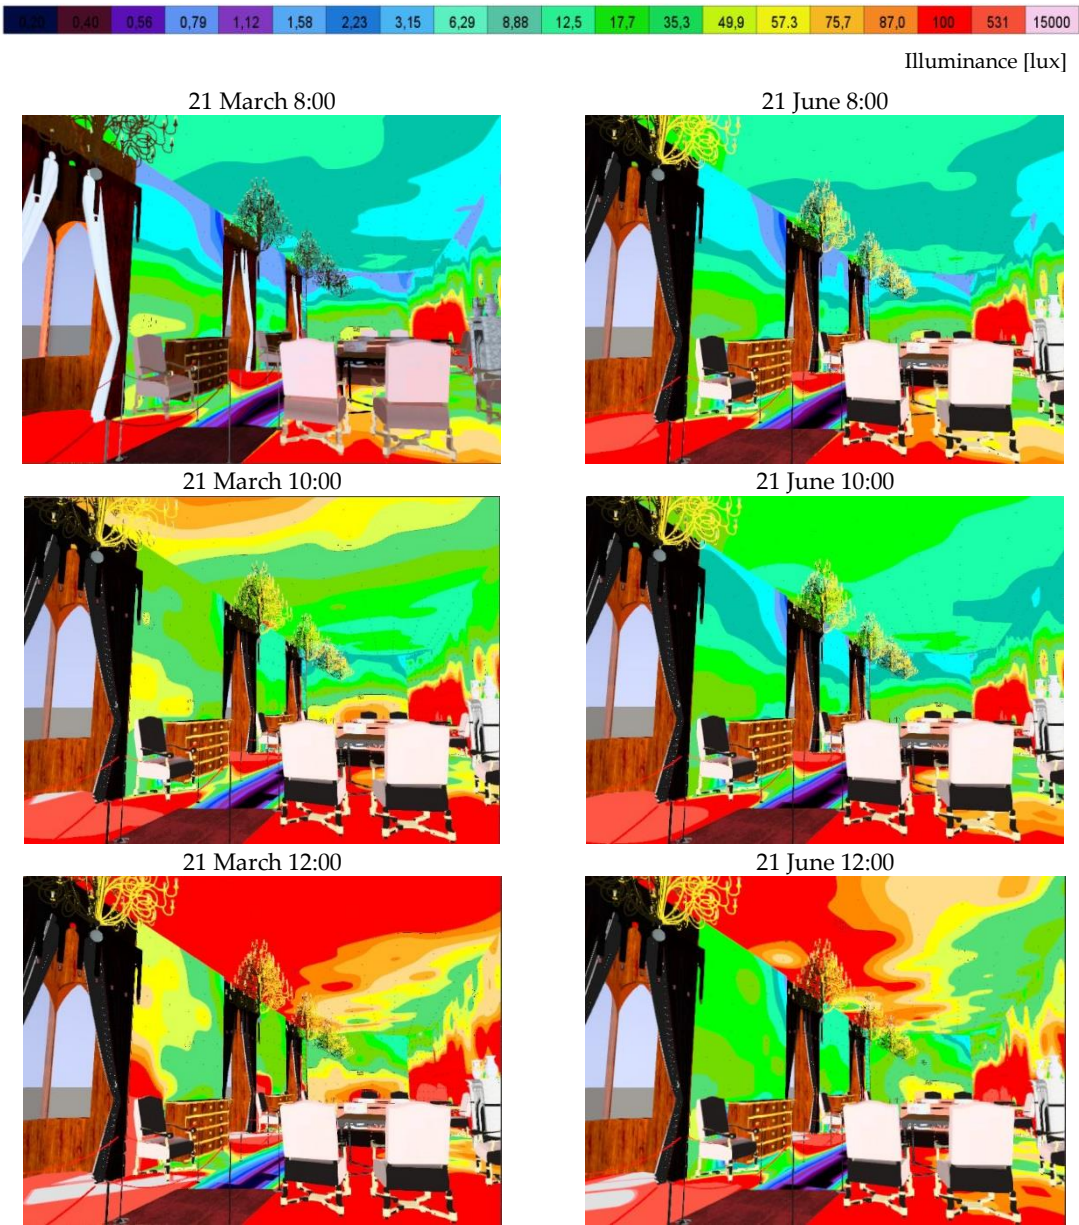 0,20 0,40 0,56 0,79 1,12 1,58 2,23 3,15 6,29 8,88 12,5 17,7 35,3 49,9 57.3 75,7 87,0 100 531 15000
Illuminance [lux]
21 March 8:00 21 June 8:00
21 March 10:00 21 June 10:00
21 March 12:00 21 June 12:00